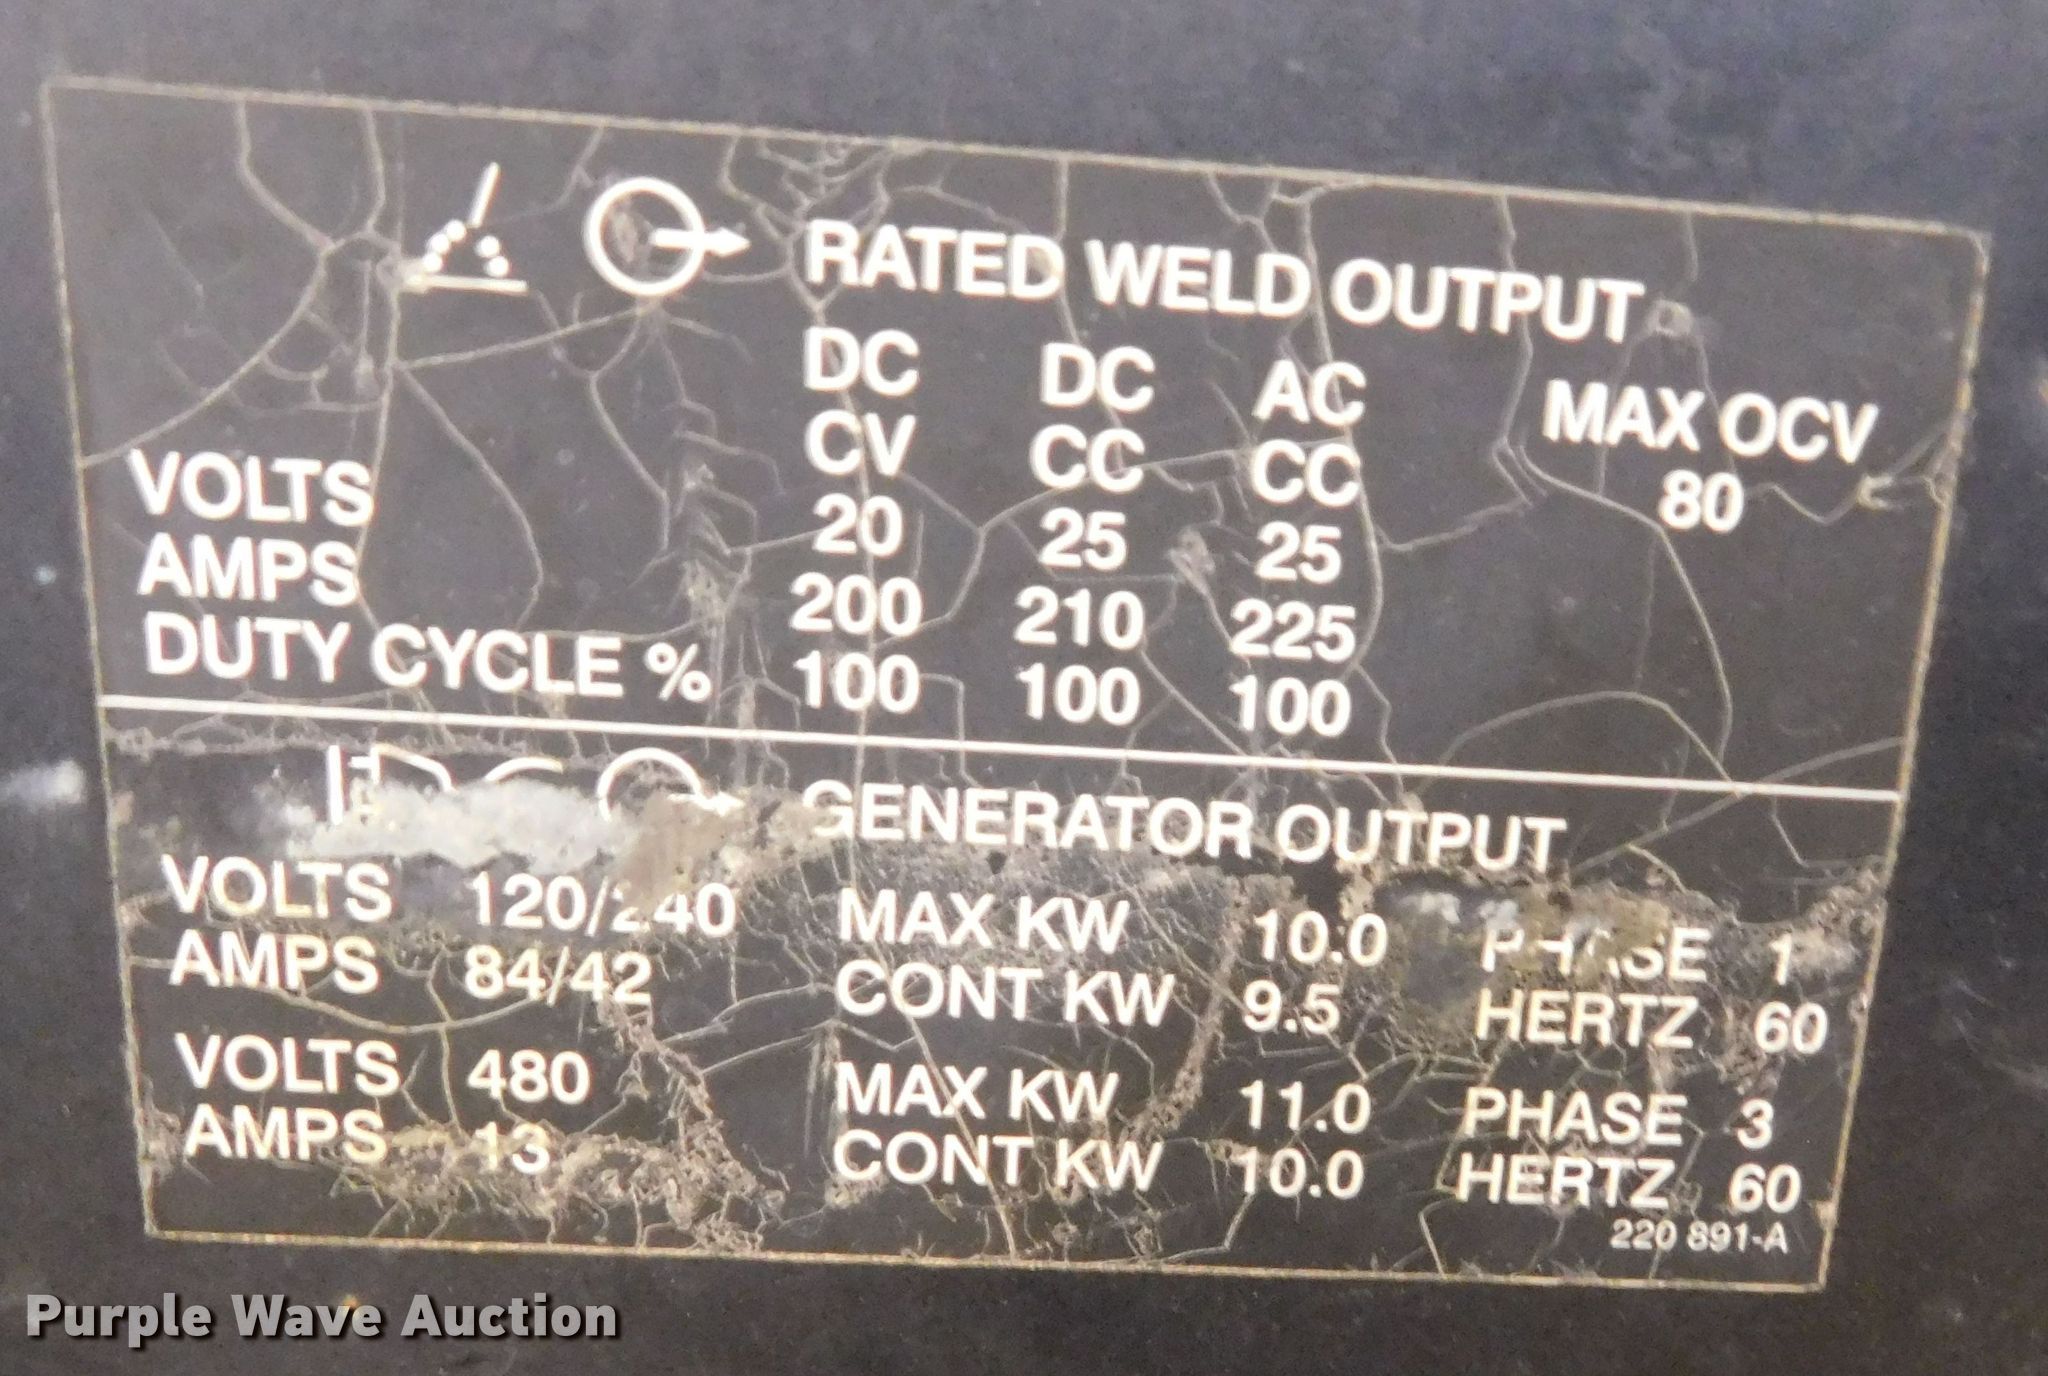 RATED WELD OUTPUT
DC DC AC MAX OCV
CV CC CC 80
VOLTS 20 25 25
AMPS 200 210 225
DUTY CYCLE % 100 100 100
GENERATOR OUTPUT
VOLTS 120/240 MAX KW 10.0 PHASE 1
AMPS 84/42 CONT KW 9.5 HERTZ 60
VOLTS 480 MAX KW 11.0 PHASE 3
AMPS 13 CONT KW 10.0 HERTZ 60
220 891-A
Purple Wave Auction